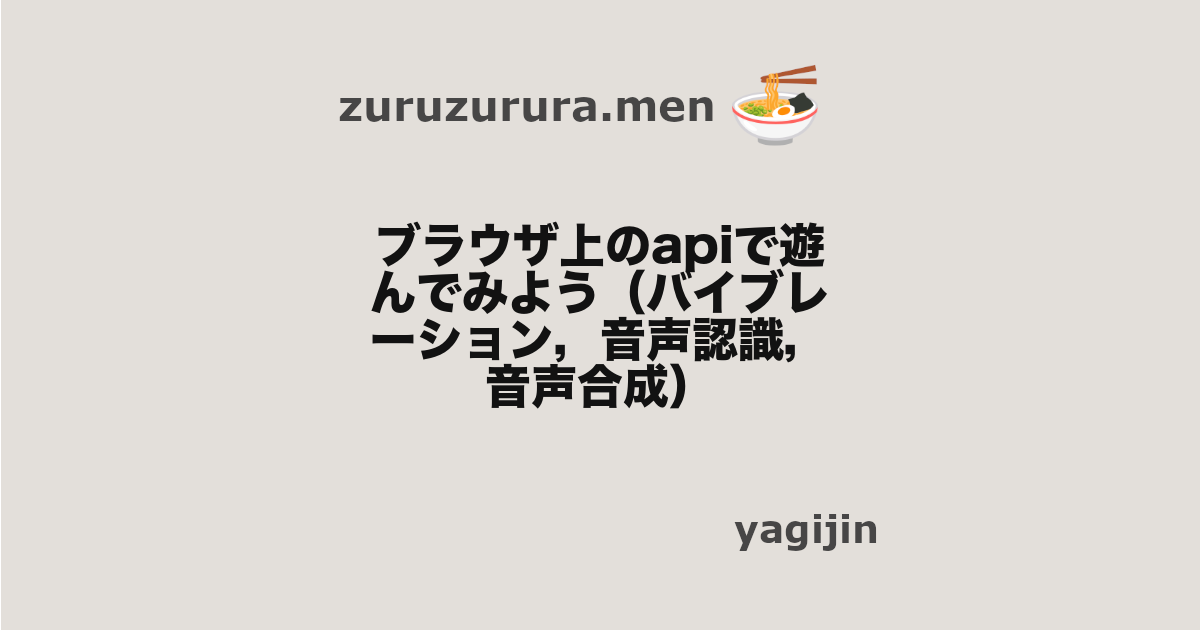 zuruzurura.men
ブラウザ上のapiで遊
んでみよう（バイブレ
ーション，音声認識，
音声合成）
yagijin